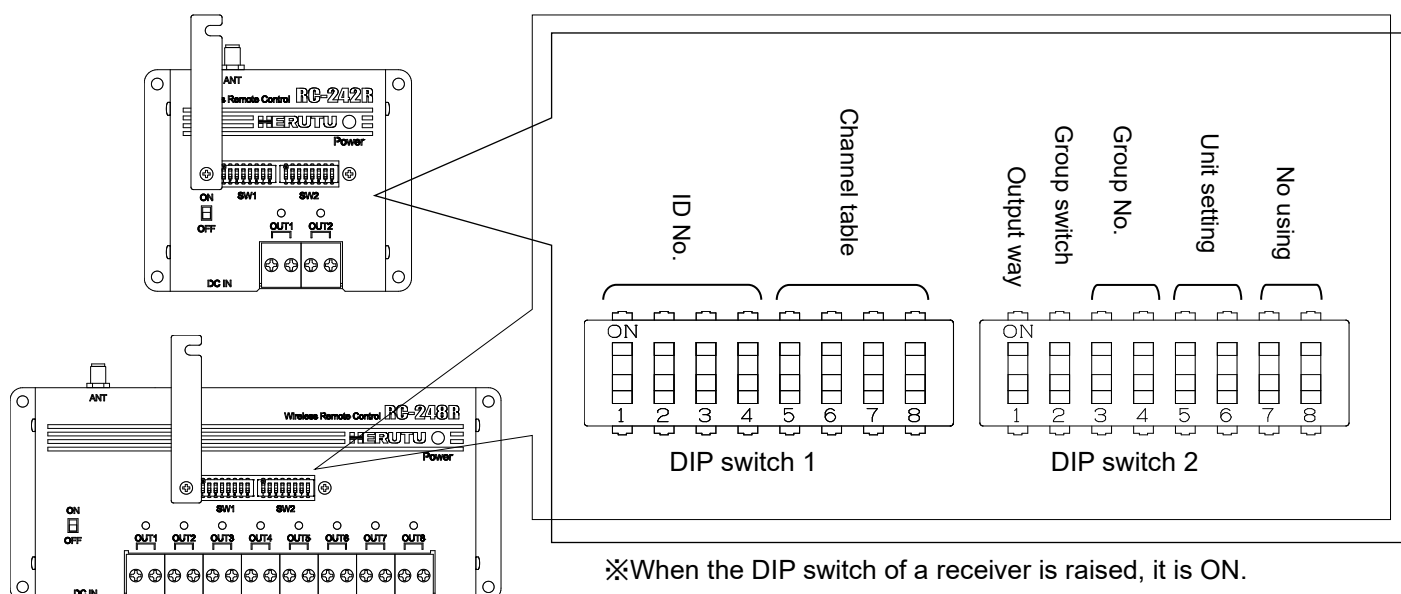 ANT
s Remote Control RC-242R
HERUTU
Power
SW1 SW2
ON
OFF
OUT1 OUT2
DC IN
ANT
Wireless Remote Control RC-248R
HERUTU
Power
SW1 SW2
ON
OFF
OUT1 OUT2 OUT3 OUT4 OUT5 OUT6 OUT7 OUT8
DC IN
ID No.
Channel table
Output way
Group switch
Group No.
Unit setting
No using
ON
1 2 3 4 5 6 7 8
DIP switch 1
ON
1 2 3 4 5 6 7 8
DIP switch 2
※When the DIP switch of a receiver is raised, it is ON.